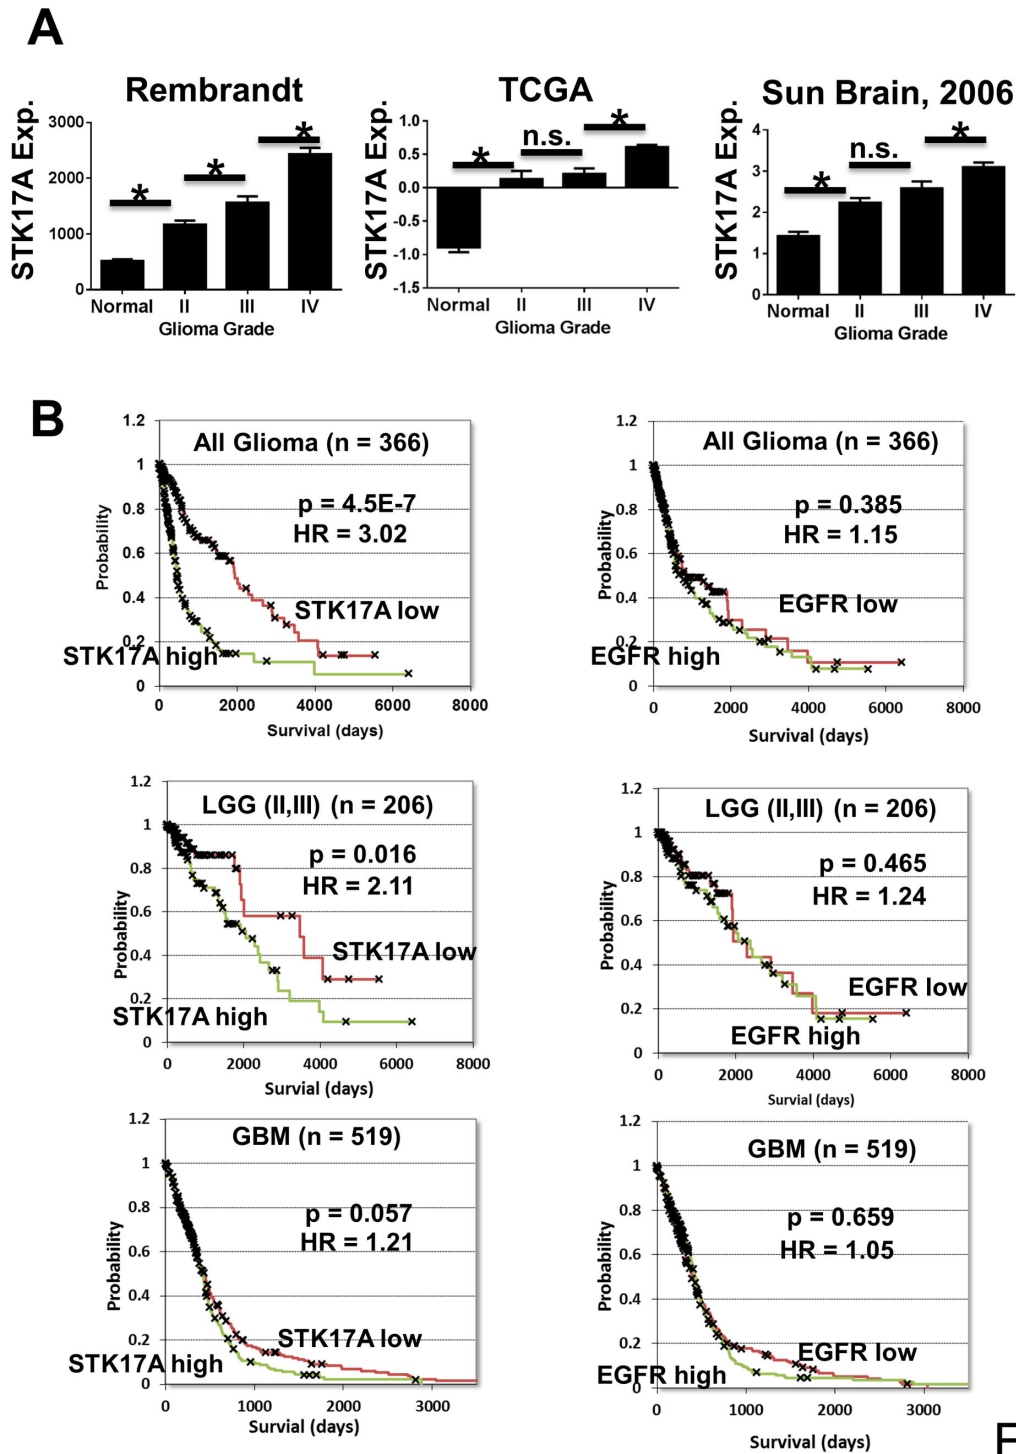 A
Rembrandt
STK17A Exp.
3000
2000
1000
0
*
*
*
Normal II III IV
Glioma Grade
TCGA
STK17A Exp.
1.0
0.5
0.0
-0.5
-1.0
-1.5
*
n.s.
*
Normal II III IV
Glioma Grade
Sun Brain, 2006
STK17A Exp.
4
3
2
1
0
*
n.s.
*
Normal II III IV
Glioma Grade
B
All Glioma (n = 366)
p = 4.5E-7
HR = 3.02
STK17A low
STK17A high
Probability
1.2
1
0.8
0.6
0.4
0.2
0
0 2000 4000 6000 8000
Survival (days)
All Glioma (n = 366)
p = 0.385
HR = 1.15
EGFR low
EGFR high
Probability
1.2
1
0.8
0.6
0.4
0.2
0
0 2000 4000 6000 8000
Survival (days)
LGG (II,III) (n = 206)
p = 0.016
HR = 2.11
STK17A low
STK17A high
Probability
1.2
1
0.8
0.6
0.4
0.2
0
0 2000 4000 6000 8000
Survial (days)
LGG (II,III) (n = 206)
p = 0.465
HR = 1.24
EGFR low
EGFR high
Probability
1.2
1
0.8
0.6
0.4
0.2
0
0 2000 4000 6000 8000
Survial (days)
GBM (n = 519)
p = 0.057
HR = 1.21
STK17A low
STK17A high
Probability
1.2
1
0.8
0.6
0.4
0.2
0
0 1000 2000 3000
Survial (days)
GBM (n = 519)
p = 0.659
HR = 1.05
EGFR low
EGFR high
Probability
1.2
1
0.8
0.6
0.4
0.2
0
0 1000 2000 3000
Survial (days)